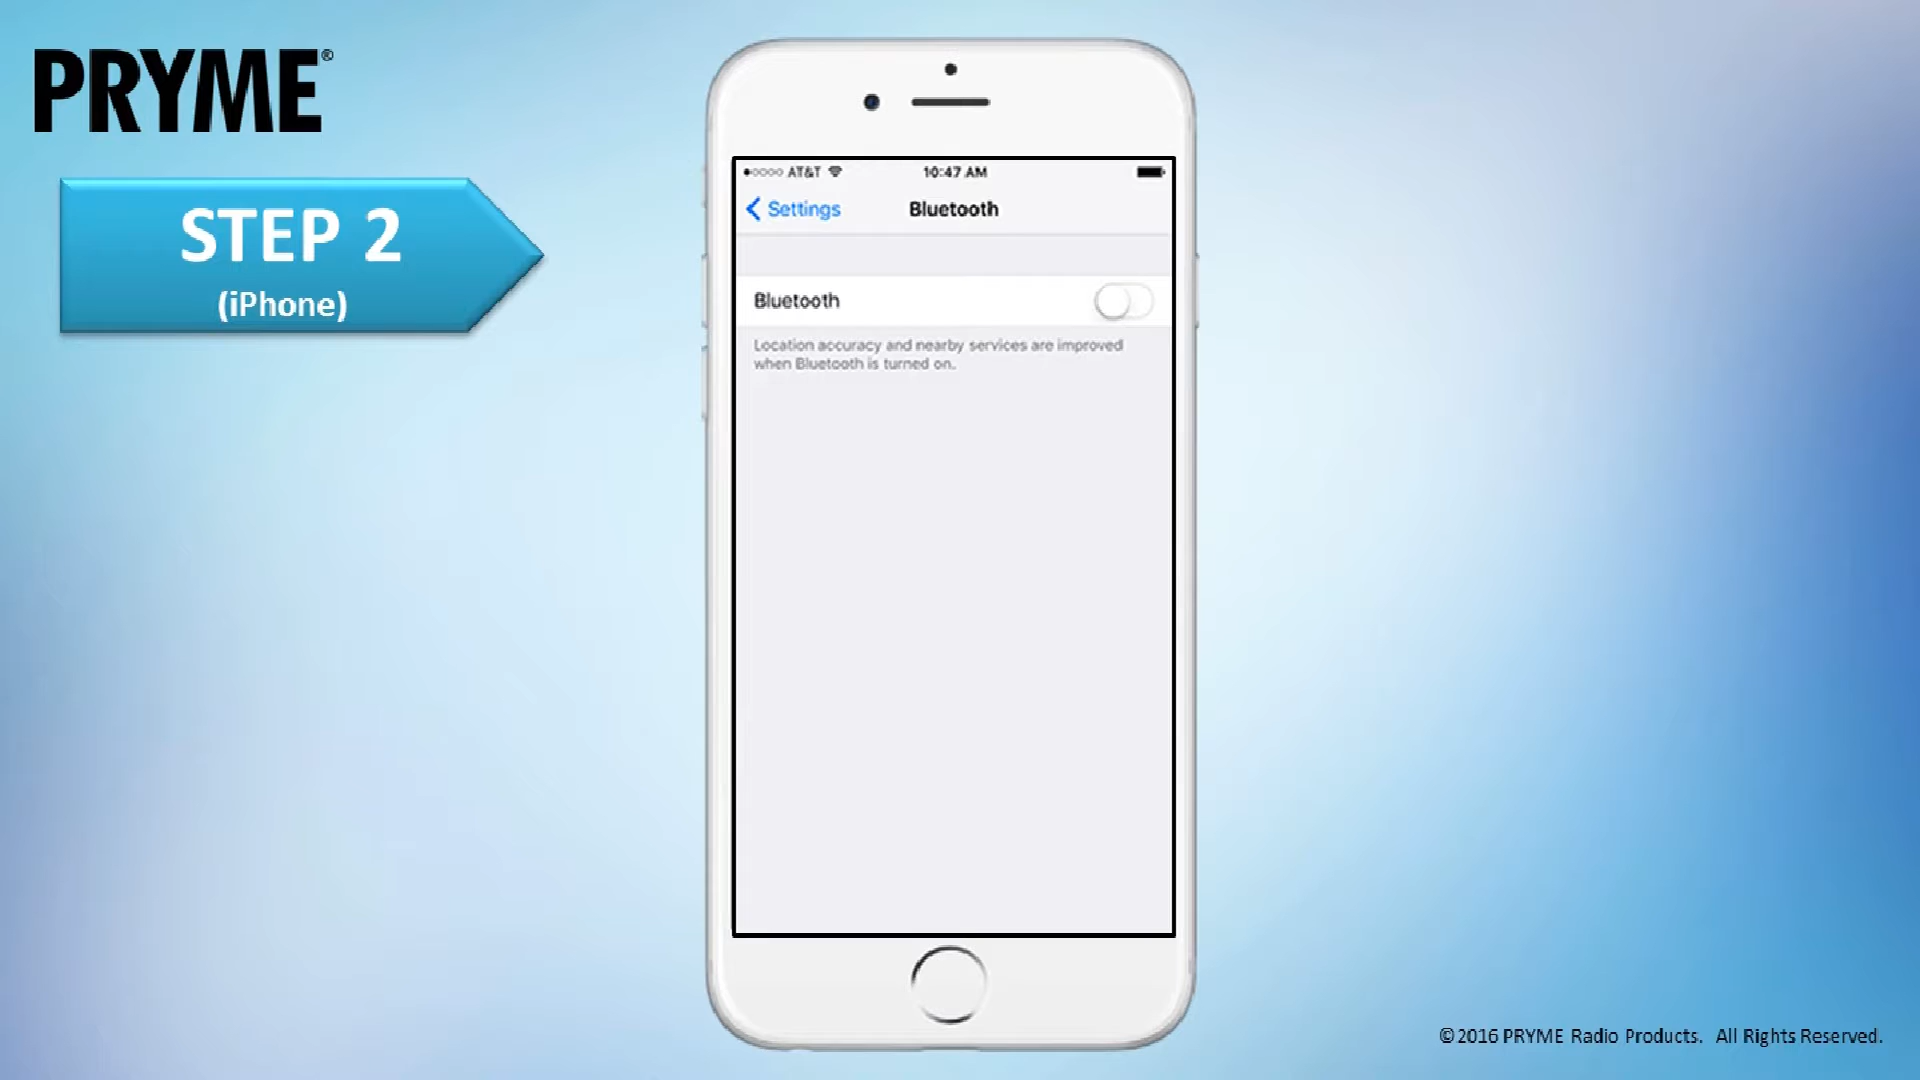 PRYME®
STEP 2
(iPhone)
AT&T 10:47 AM
Settings Bluetooth
Bluetooth
Location accuracy and nearby services are improved
when Bluetooth is turned on.
©2016 PRYME Radio Products. All Rights Reserved.